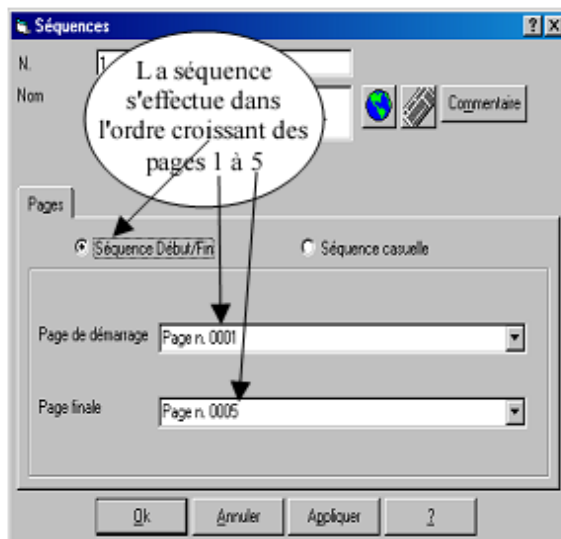 Séquences
N. 1
Nom
La séquence
s'effectue dans
l'ordre croissant des
pages 1 à 5
Commentaire
Pages
Séquence Début/Fin
Séquence casuelle
Page de démarrage Page n. 0001
Page finale Page n. 0005
Ok Annuler Appliquer ?